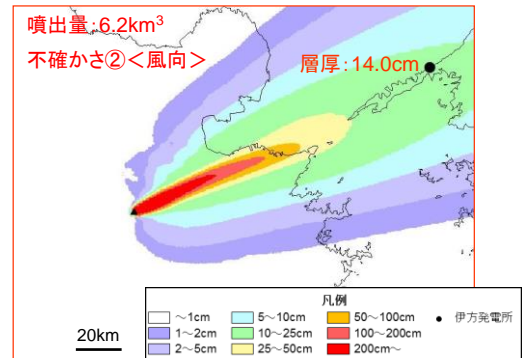 噴出量:6.2km³
不確かさ②<風向>
層厚:14.0cm
凡例
～1cm 5～10cm 50～100cm ● 伊方発電所
1～2cm 10～25cm 100～200cm
2～5cm 25～50cm 200cm～
20km